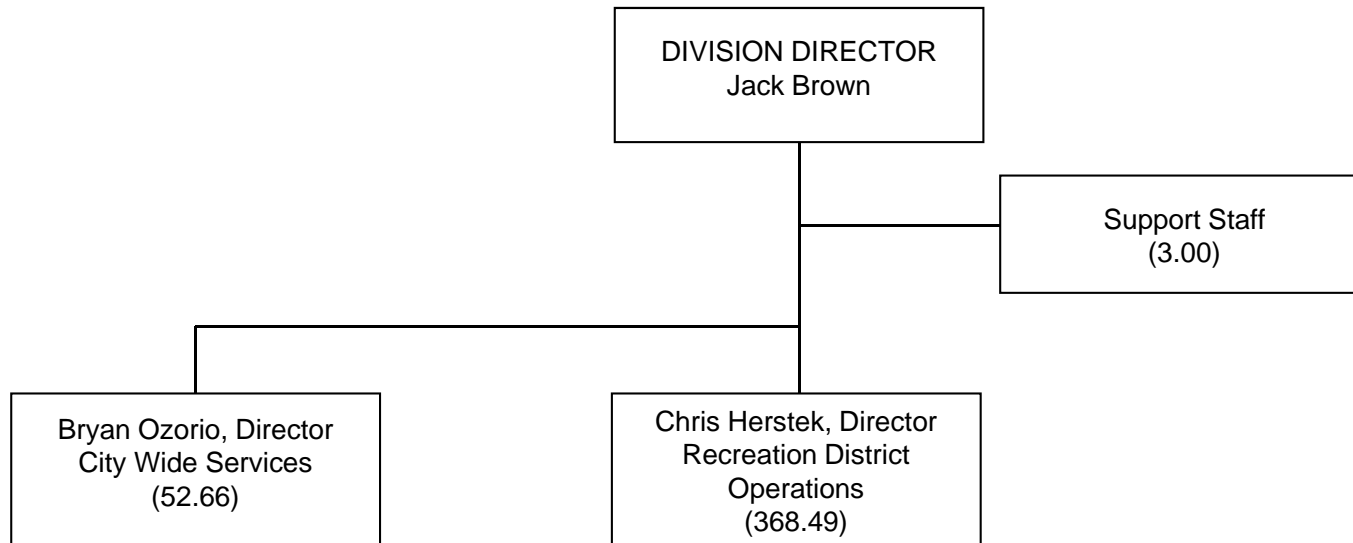 DIVISION DIRECTOR
Jack Brown
Support Staff
(3.00)
Bryan Ozorio, Director
City Wide Services
(52.66)
Chris Herstek, Director
Recreation District
Operations
(368.49)